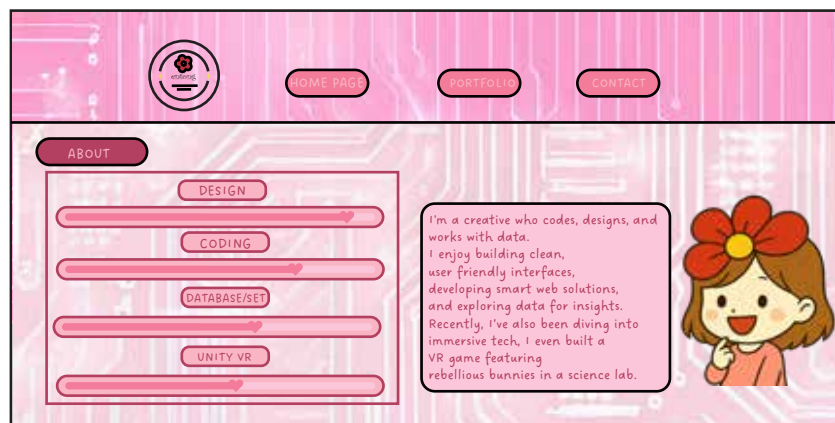 HOME PAGE
PORTFOLIO
CONTACT
ABOUT
DESIGN
CODING
DATABASE/SET
UNITY VR
I'm a creative who codes, designs, and
works with data.
I enjoy building clean,
user friendly interfaces,
developing smart web solutions,
and exploring data for insights.
Recently, I've also been diving into
immersive tech, I even built a
VR game featuring
rebellious bunnies in a science lab.